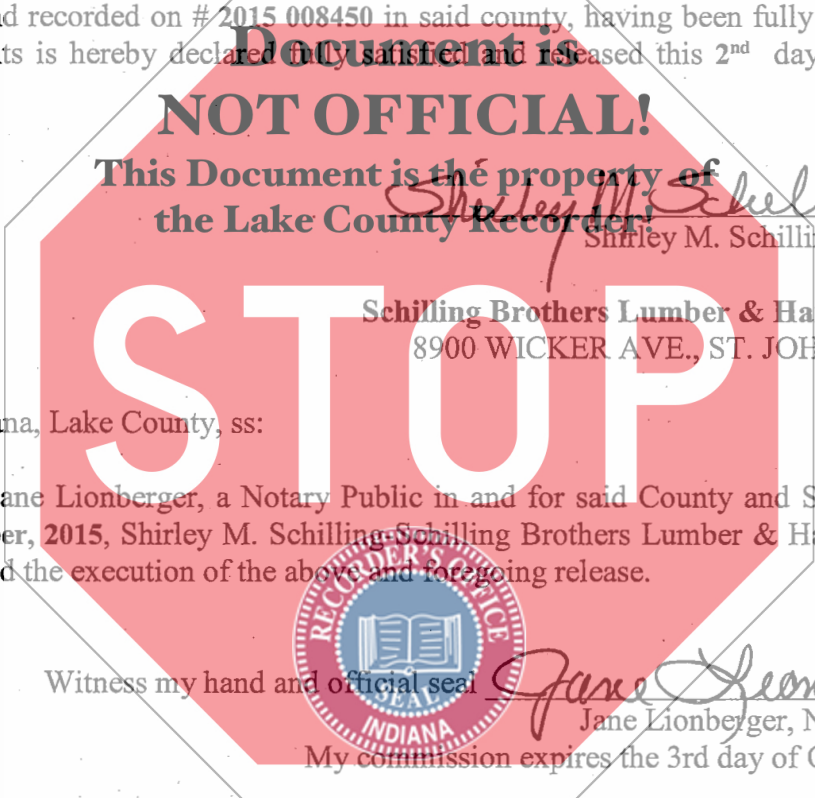 d recorded on # 2015 008450 in said county, having been fully
Document is
ts is hereby declared fully satisfied and released this 2nd day
NOT OFFICIAL!
This Document is the property of
Shirley M. Schil
the Lake County Recorder!
Shirley M. Schilli
Schilling Brothers Lumber & Ha
8900 WICKER AVE., ST. JOH
STOP
na, Lake County, ss:
ane Lionberger, a Notary Public in and for said County and S
er, 2015, Shirley M. Schilling-Schilling Brothers Lumber & Ha
d the execution of the above and foregoing release.
RECORDER'S OFFICE
SEAL
INDIANA
Witness my hand and official seal Jane Lion
Jane Lionberger, N
My commission expires the 3rd day of